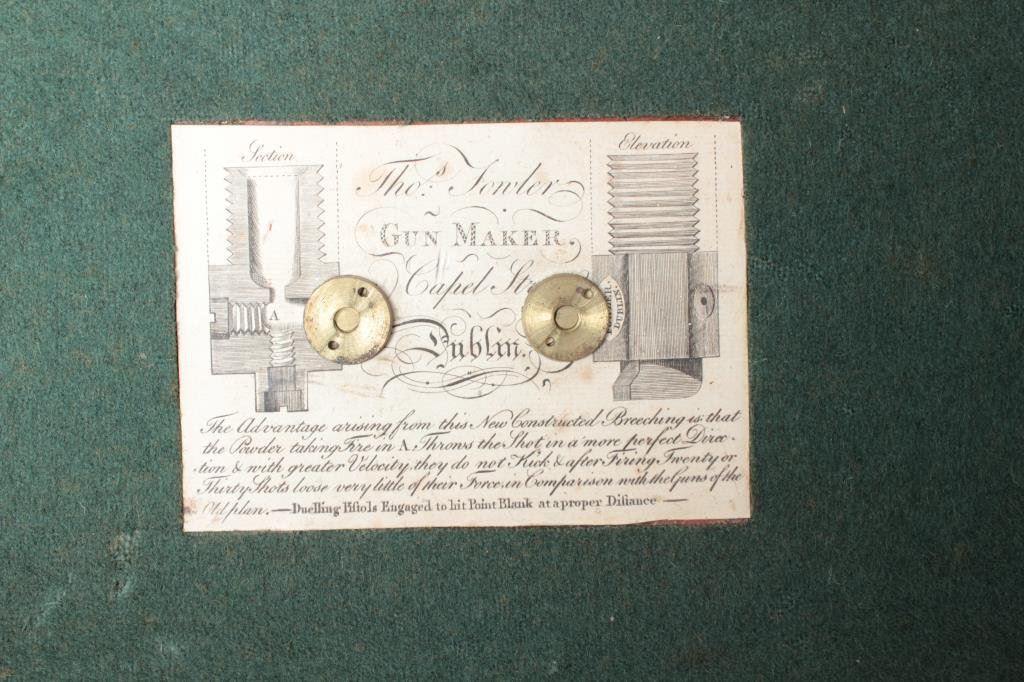 Section
Elevation
Tho.s Fowler
GUN MAKER,
Capel Str
Dublin.
A
DUBLIN.
The Advantage arising from this New Constructed Breeching is that
the Powder taking Fire in A Throws the Shot in a more perfect Direc-
tion & with greater Velocity, they do not Kick & after Firing Twenty or
Thirty Shots loose very little of their Force, in Comparison with the Guns of the
Old plan. — Duelling Pistols Engaged to hit Point Blank at a proper Distance —